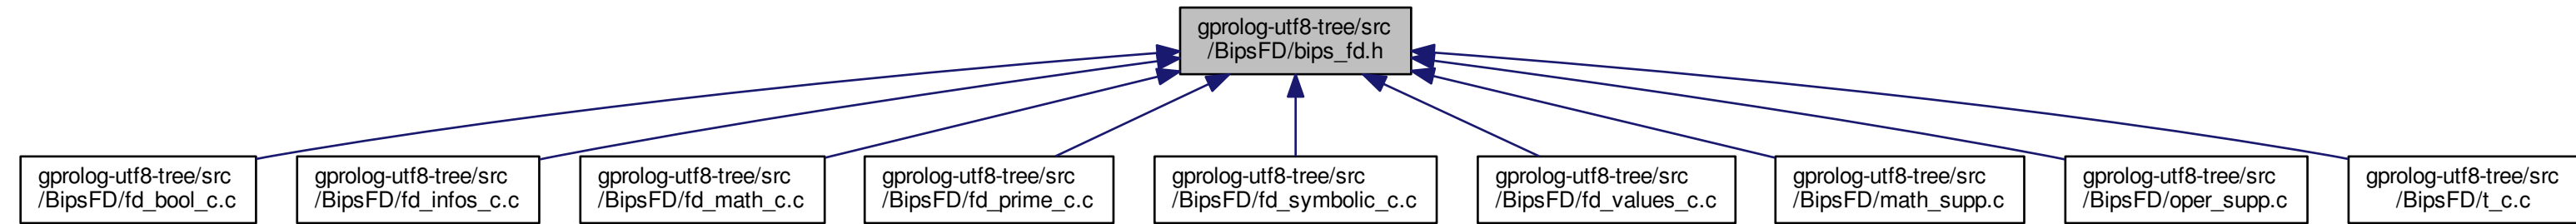 gprolog-utf8-tree/src
/BipsFD/bips_fd.h
gprolog-utf8-tree/src
/BipsFD/fd_bool_c.c
gprolog-utf8-tree/src
/BipsFD/fd_infos_c.c
gprolog-utf8-tree/src
/BipsFD/fd_math_c.c
gprolog-utf8-tree/src
/BipsFD/fd_prime_c.c
gprolog-utf8-tree/src
/BipsFD/fd_symbolic_c.c
gprolog-utf8-tree/src
/BipsFD/fd_values_c.c
gprolog-utf8-tree/src
/BipsFD/math_supp.c
gprolog-utf8-tree/src
/BipsFD/oper_supp.c
gprolog-utf8-tree/src
/BipsFD/t_c.c